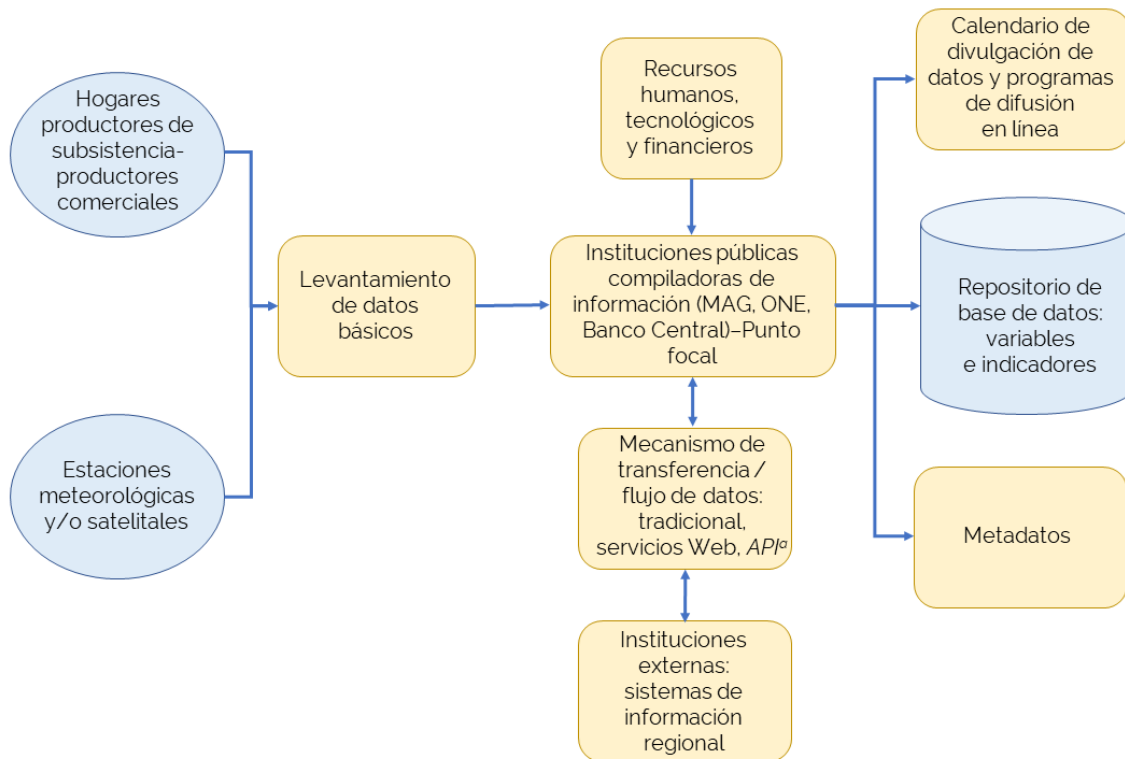 Hogares
productores de
subsistencia-
productores
comerciales
Estaciones
meteorológicas
y/o satelitales
Levantamiento
de datos
básicos
Recursos
humanos,
tecnológicos
y financieros
Instituciones públicas
compiladoras de
información (MAG, ONE,
Banco Central)–Punto
focal
Mecanismo de
transferencia /
flujo de datos:
tradicional,
servicios Web, APIª
Instituciones
externas:
sistemas de
información
regional
Calendario de
divulgación de
datos y programas
de difusión
en línea
Repositorio de
base de datos:
variables
e indicadores
Metadatos